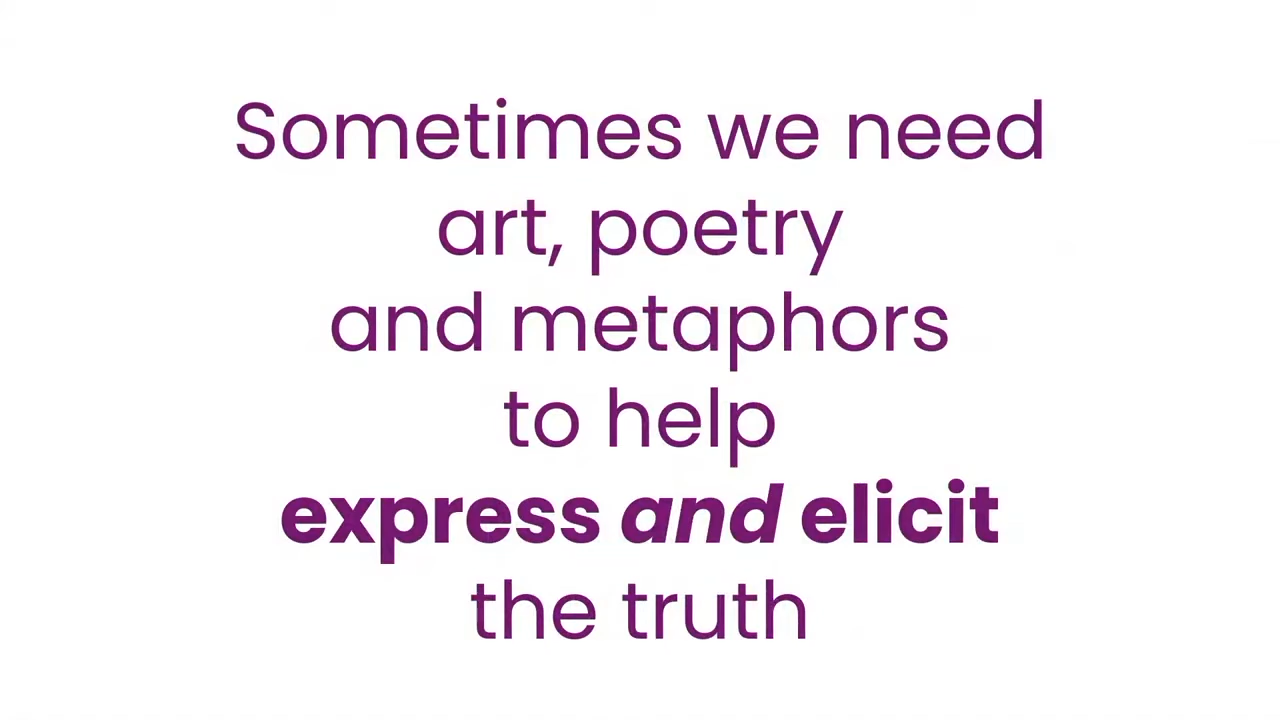 Sometimes we need
art, poetry
and metaphors
to help
express and elicit
the truth